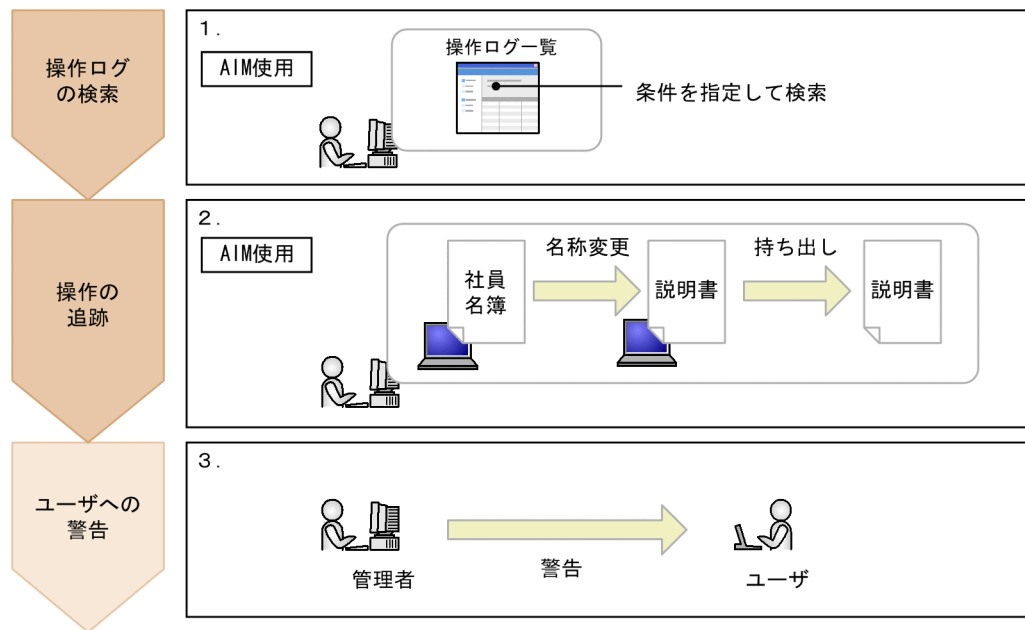 操作ログ
の検索
1.
AIM使用
操作ログ一覧
条件を指定して検索
操作の
追跡
2.
AIM使用
社員
名簿
名称変更
説明書
持ち出し
説明書
ユーザへの
警告
3.
管理者
警告
ユーザ